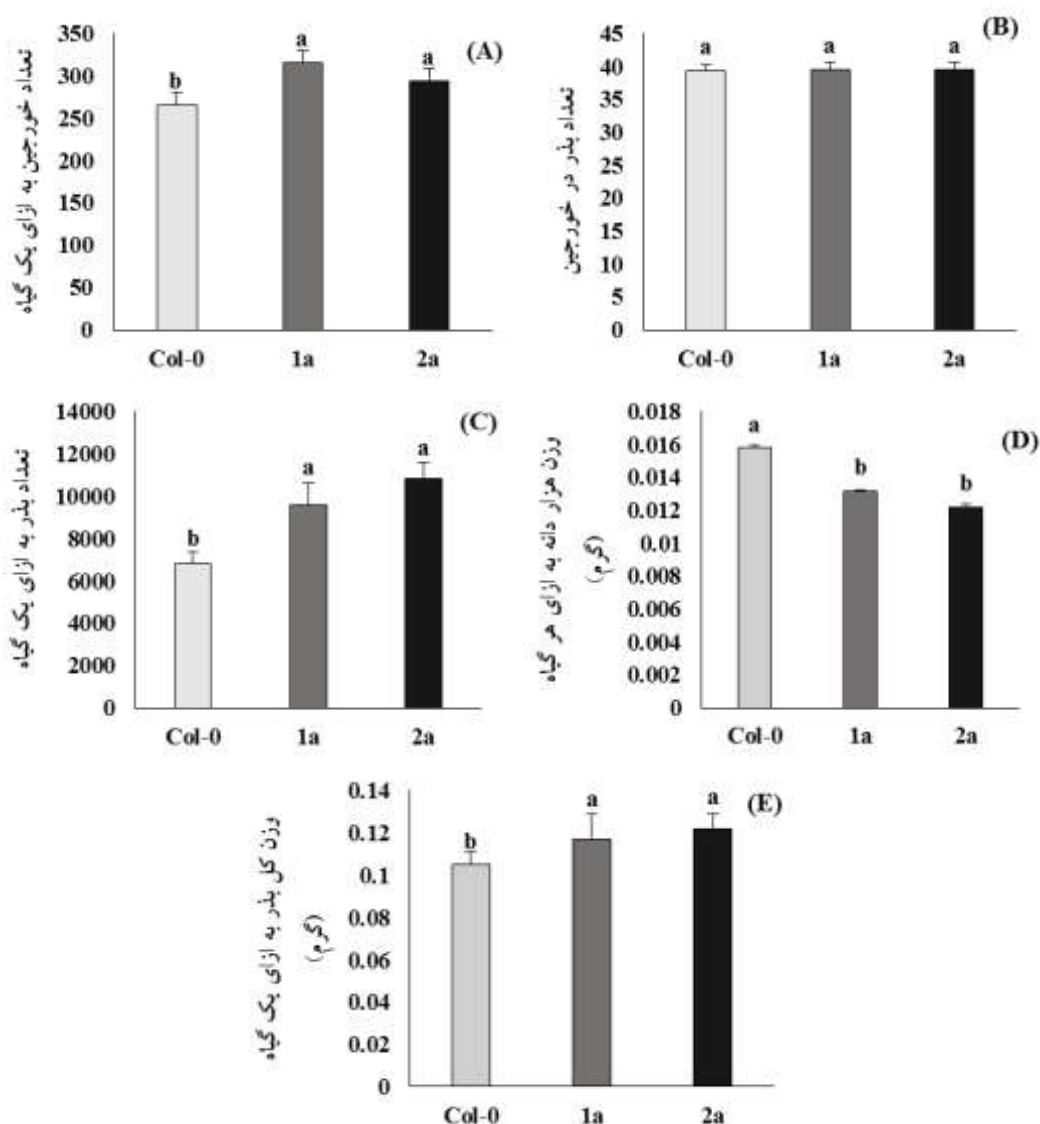 (A)
تعداد خورجین به ازای یک گیاه
350
300
250
200
150
100
50
0
b
a
a
Col-0 1a 2a
(B)
تعداد بذر در خورجین
45
40
35
30
25
20
15
10
5
0
a
a
a
Col-0 1a 2a
(C)
تعداد بذر به ازای یک گیاه
14000
12000
10000
8000
6000
4000
2000
0
b
a
a
Col-0 1a 2a
(D)
وزن هزار دانه به ازای هر گیاه
(گرم)
0.018
0.016
0.014
0.012
0.01
0.008
0.006
0.004
0.002
0
a
b
b
Col-0 1a 2a
(E)
وزن کل بذر به ازای یک گیاه
(گرم)
0.14
0.12
0.1
0.08
0.06
0.04
0.02
0
b
a
a
Col-0 1a 2a